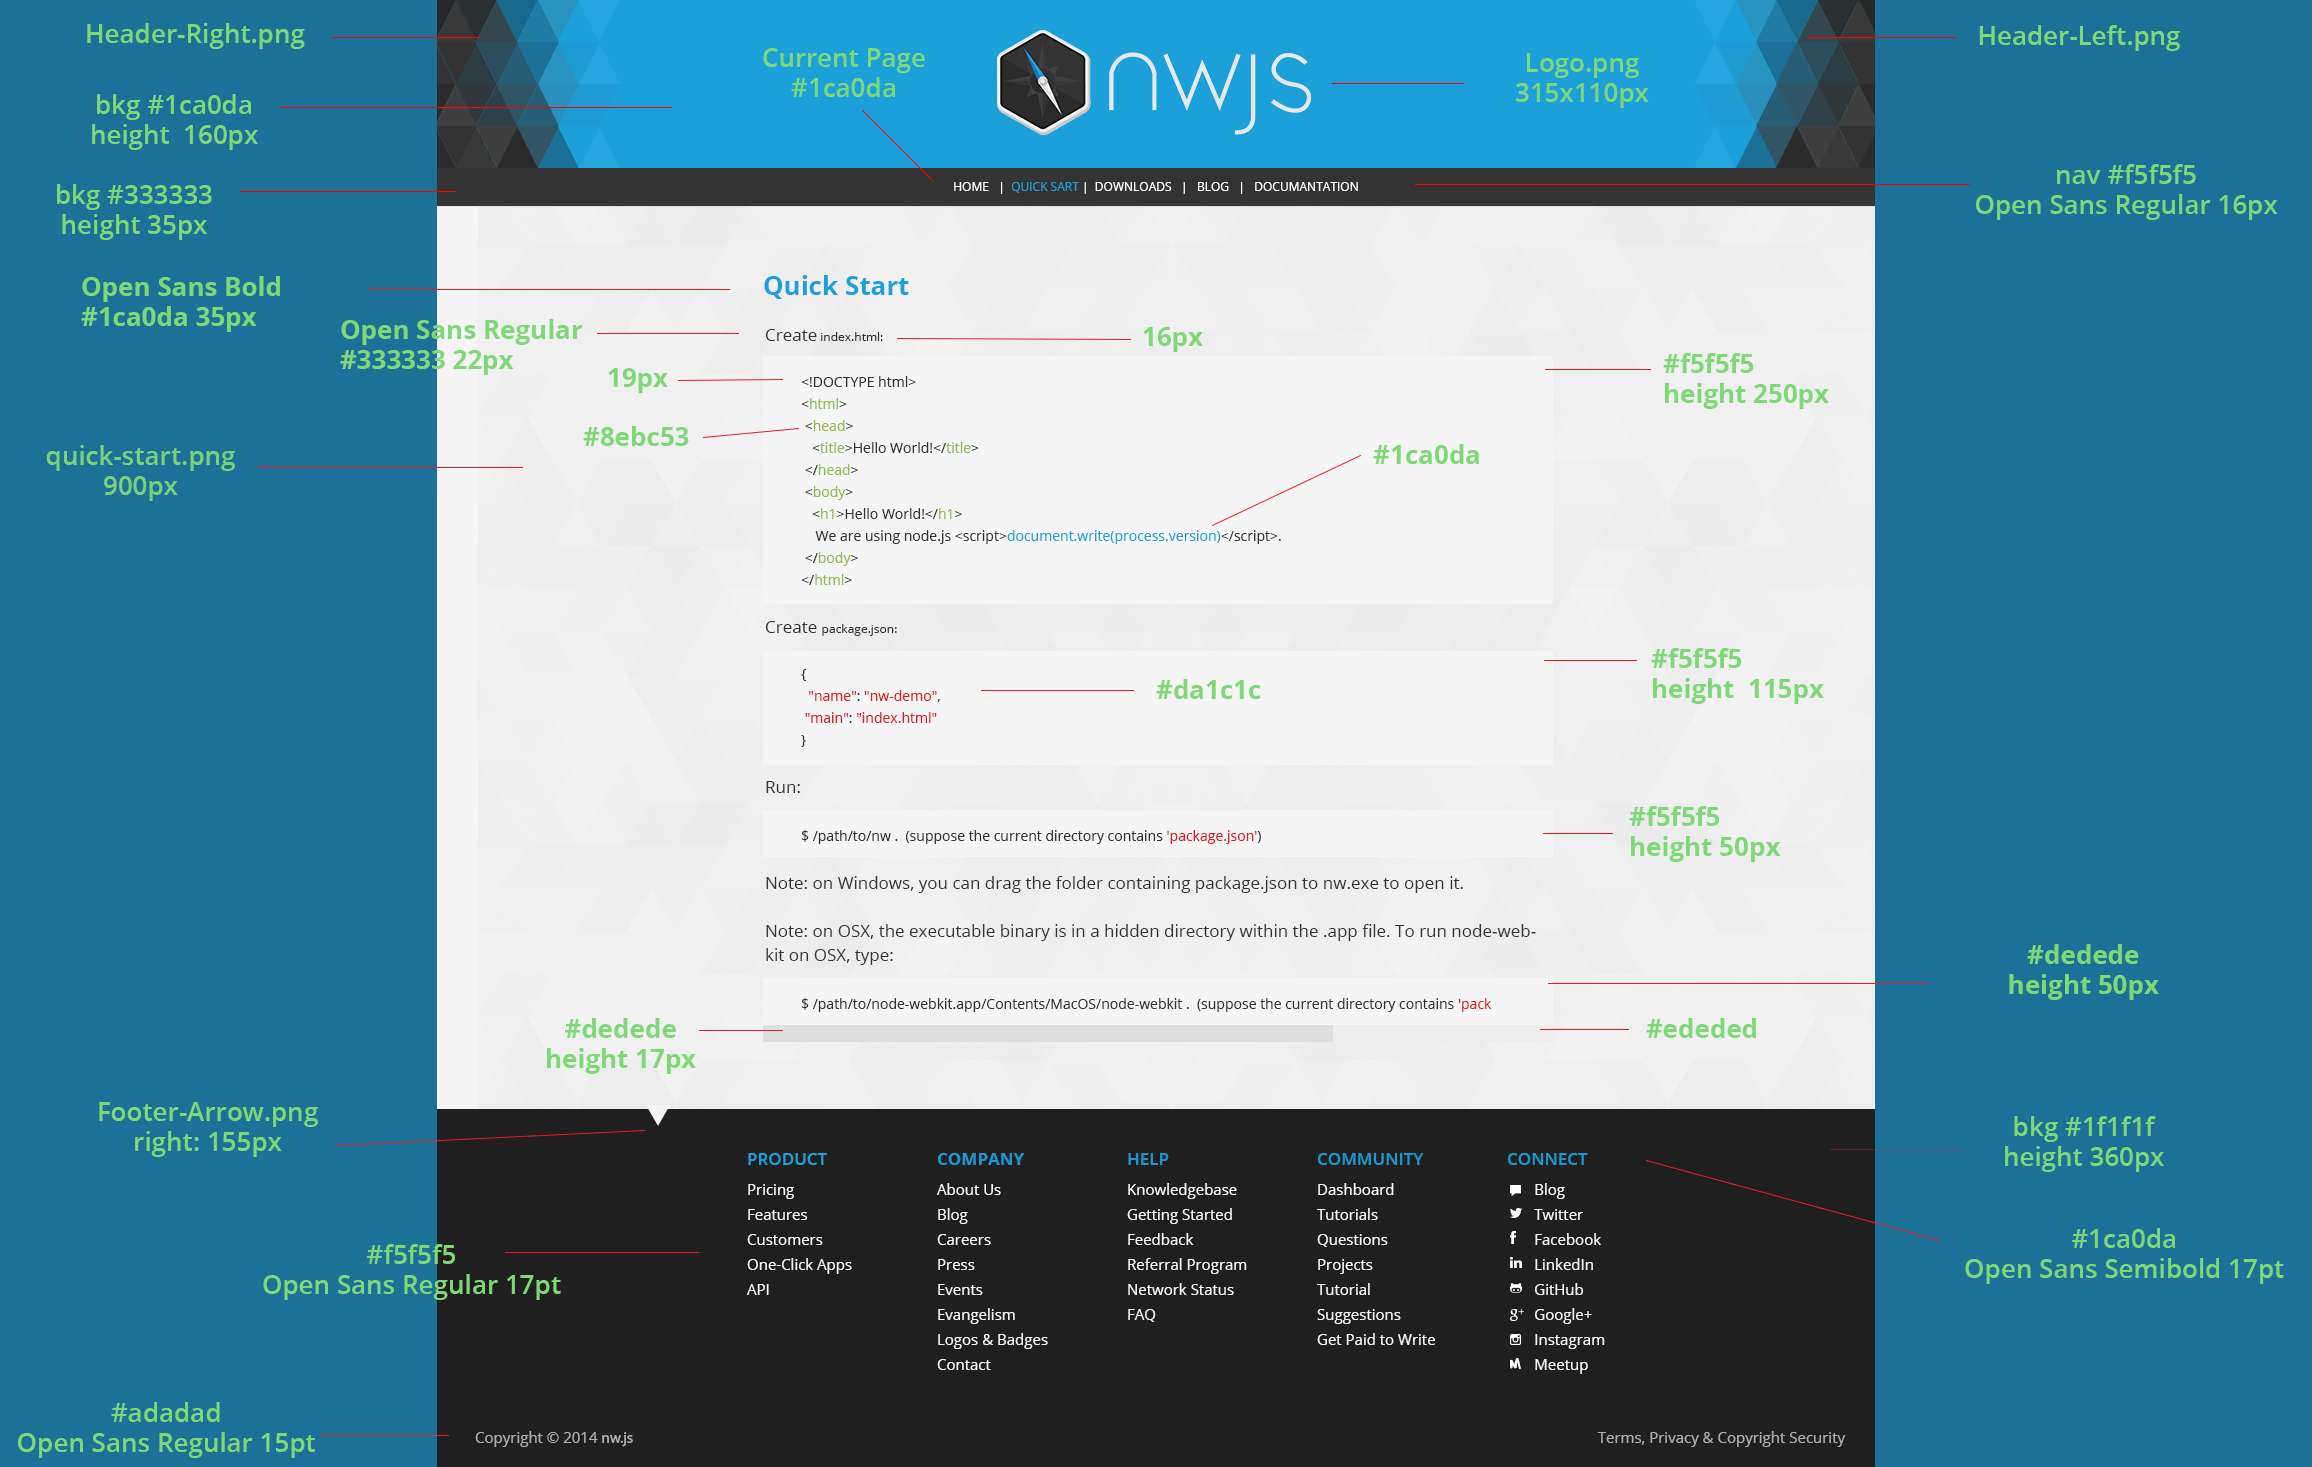 Header-Right.png
Header-Left.png
Current Page
#1ca0da
nwjs
Logo.png
315x110px
bkg #1ca0da
height  160px
bkg #333333
height 35px
HOME | QUICK SART | DOWNLOADS | BLOG | DOCUMANTATION
nav #f5f5f5
Open Sans Regular 16px
Open Sans Bold
#1ca0da 35px
Quick Start
Open Sans Regular
#333333 22px
Create index.html:
16px
#f5f5f5
height 250px
19px
#8ebc53
<!DOCTYPE html>
<html>
<head>
<title>Hello World!</title>
</head>
<body>
<h1>Hello World!</h1>
We are using node.js <script>document.write(process.version)</script>.
</body>
</html>
#1ca0da
quick-start.png
900px
Create package.json:
{
"name": "nw-demo",
"main": "index.html"
}
#da1c1c
#f5f5f5
height  115px
Run:
$ /path/to/nw .  (suppose the current directory contains 'package.json')
#f5f5f5
height 50px
Note: on Windows, you can drag the folder containing package.json to nw.exe to open it.
Note: on OSX, the executable binary is in a hidden directory within the .app file. To run node-web-
kit on OSX, type:
#dedede
height 50px
$ /path/to/node-webkit.app/Contents/MacOS/node-webkit .  (suppose the current directory contains 'pack
#dedede
height 17px
#ededed
Footer-Arrow.png
right: 155px
bkg #1f1f1f
height 360px
PRODUCT
Pricing
Features
Customers
One-Click Apps
API
COMPANY
About Us
Blog
Careers
Press
Events
Evangelism
Logos & Badges
Contact
HELP
Knowledgebase
Getting Started
Feedback
Referral Program
Network Status
FAQ
COMMUNITY
Dashboard
Tutorials
Questions
Projects
Tutorial
Suggestions
Get Paid to Write
CONNECT
Blog
Twitter
Facebook
LinkedIn
GitHub
Google+
Instagram
Meetup
#f5f5f5
Open Sans Regular 17pt
#1ca0da
Open Sans Semibold 17pt
#adadad
Open Sans Regular 15pt
Copyright © 2014 nw.js
Terms, Privacy & Copyright Security